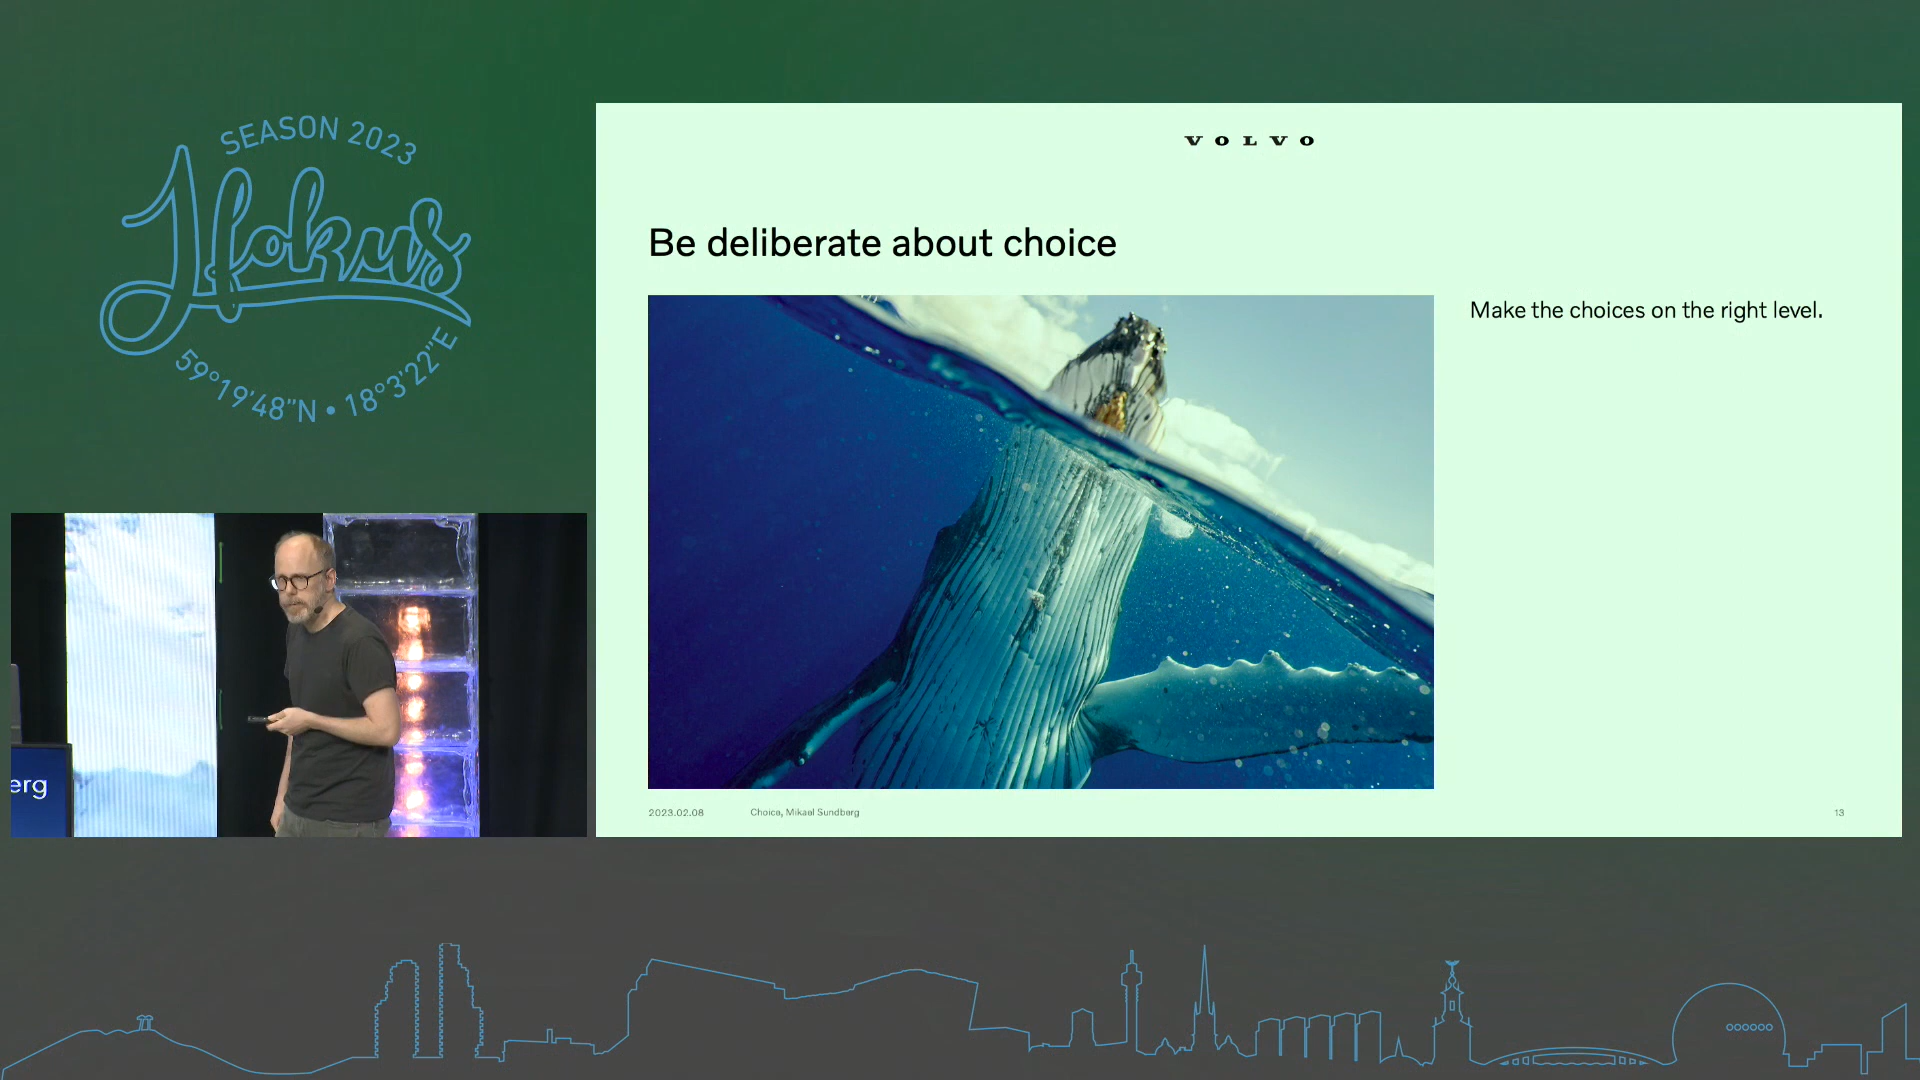 SEASON 2023
Jfokus
59°19'48"N • 18°3'22"E
VOLVO
Be deliberate about choice
Make the choices on the right level.
erg
2023.02.08
Choice, Mikael Sundberg
13